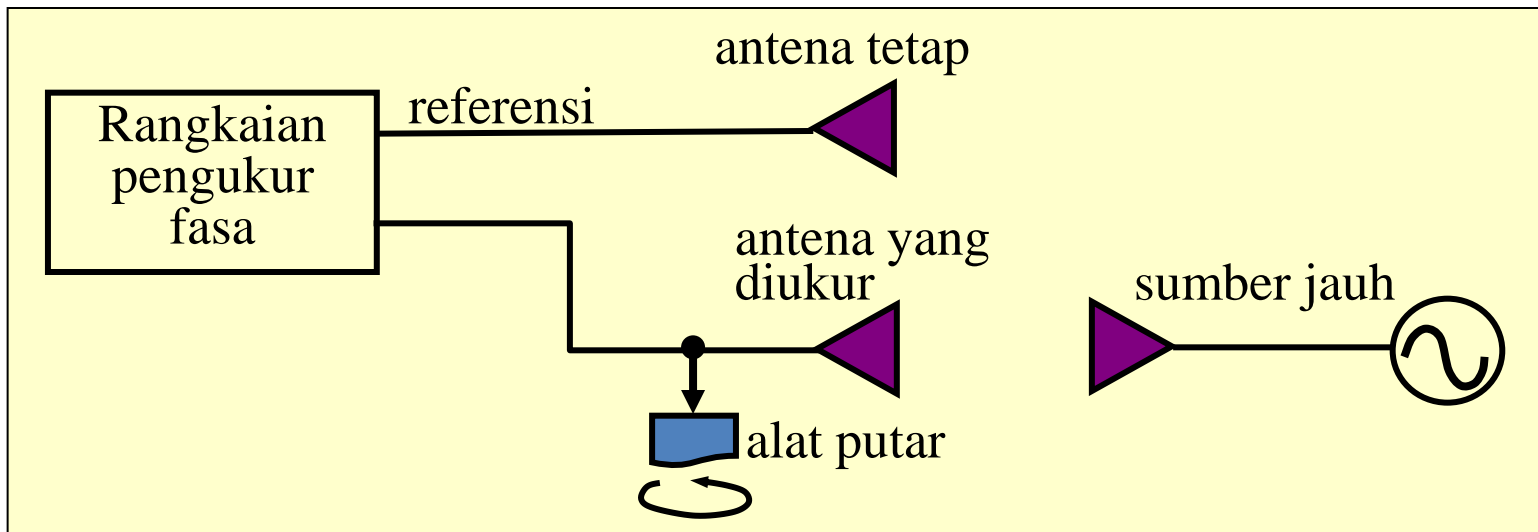 antena tetap
referensi
Rangkaian
pengukur
fasa
antena yang
diukur
sumber jauh
alat putar